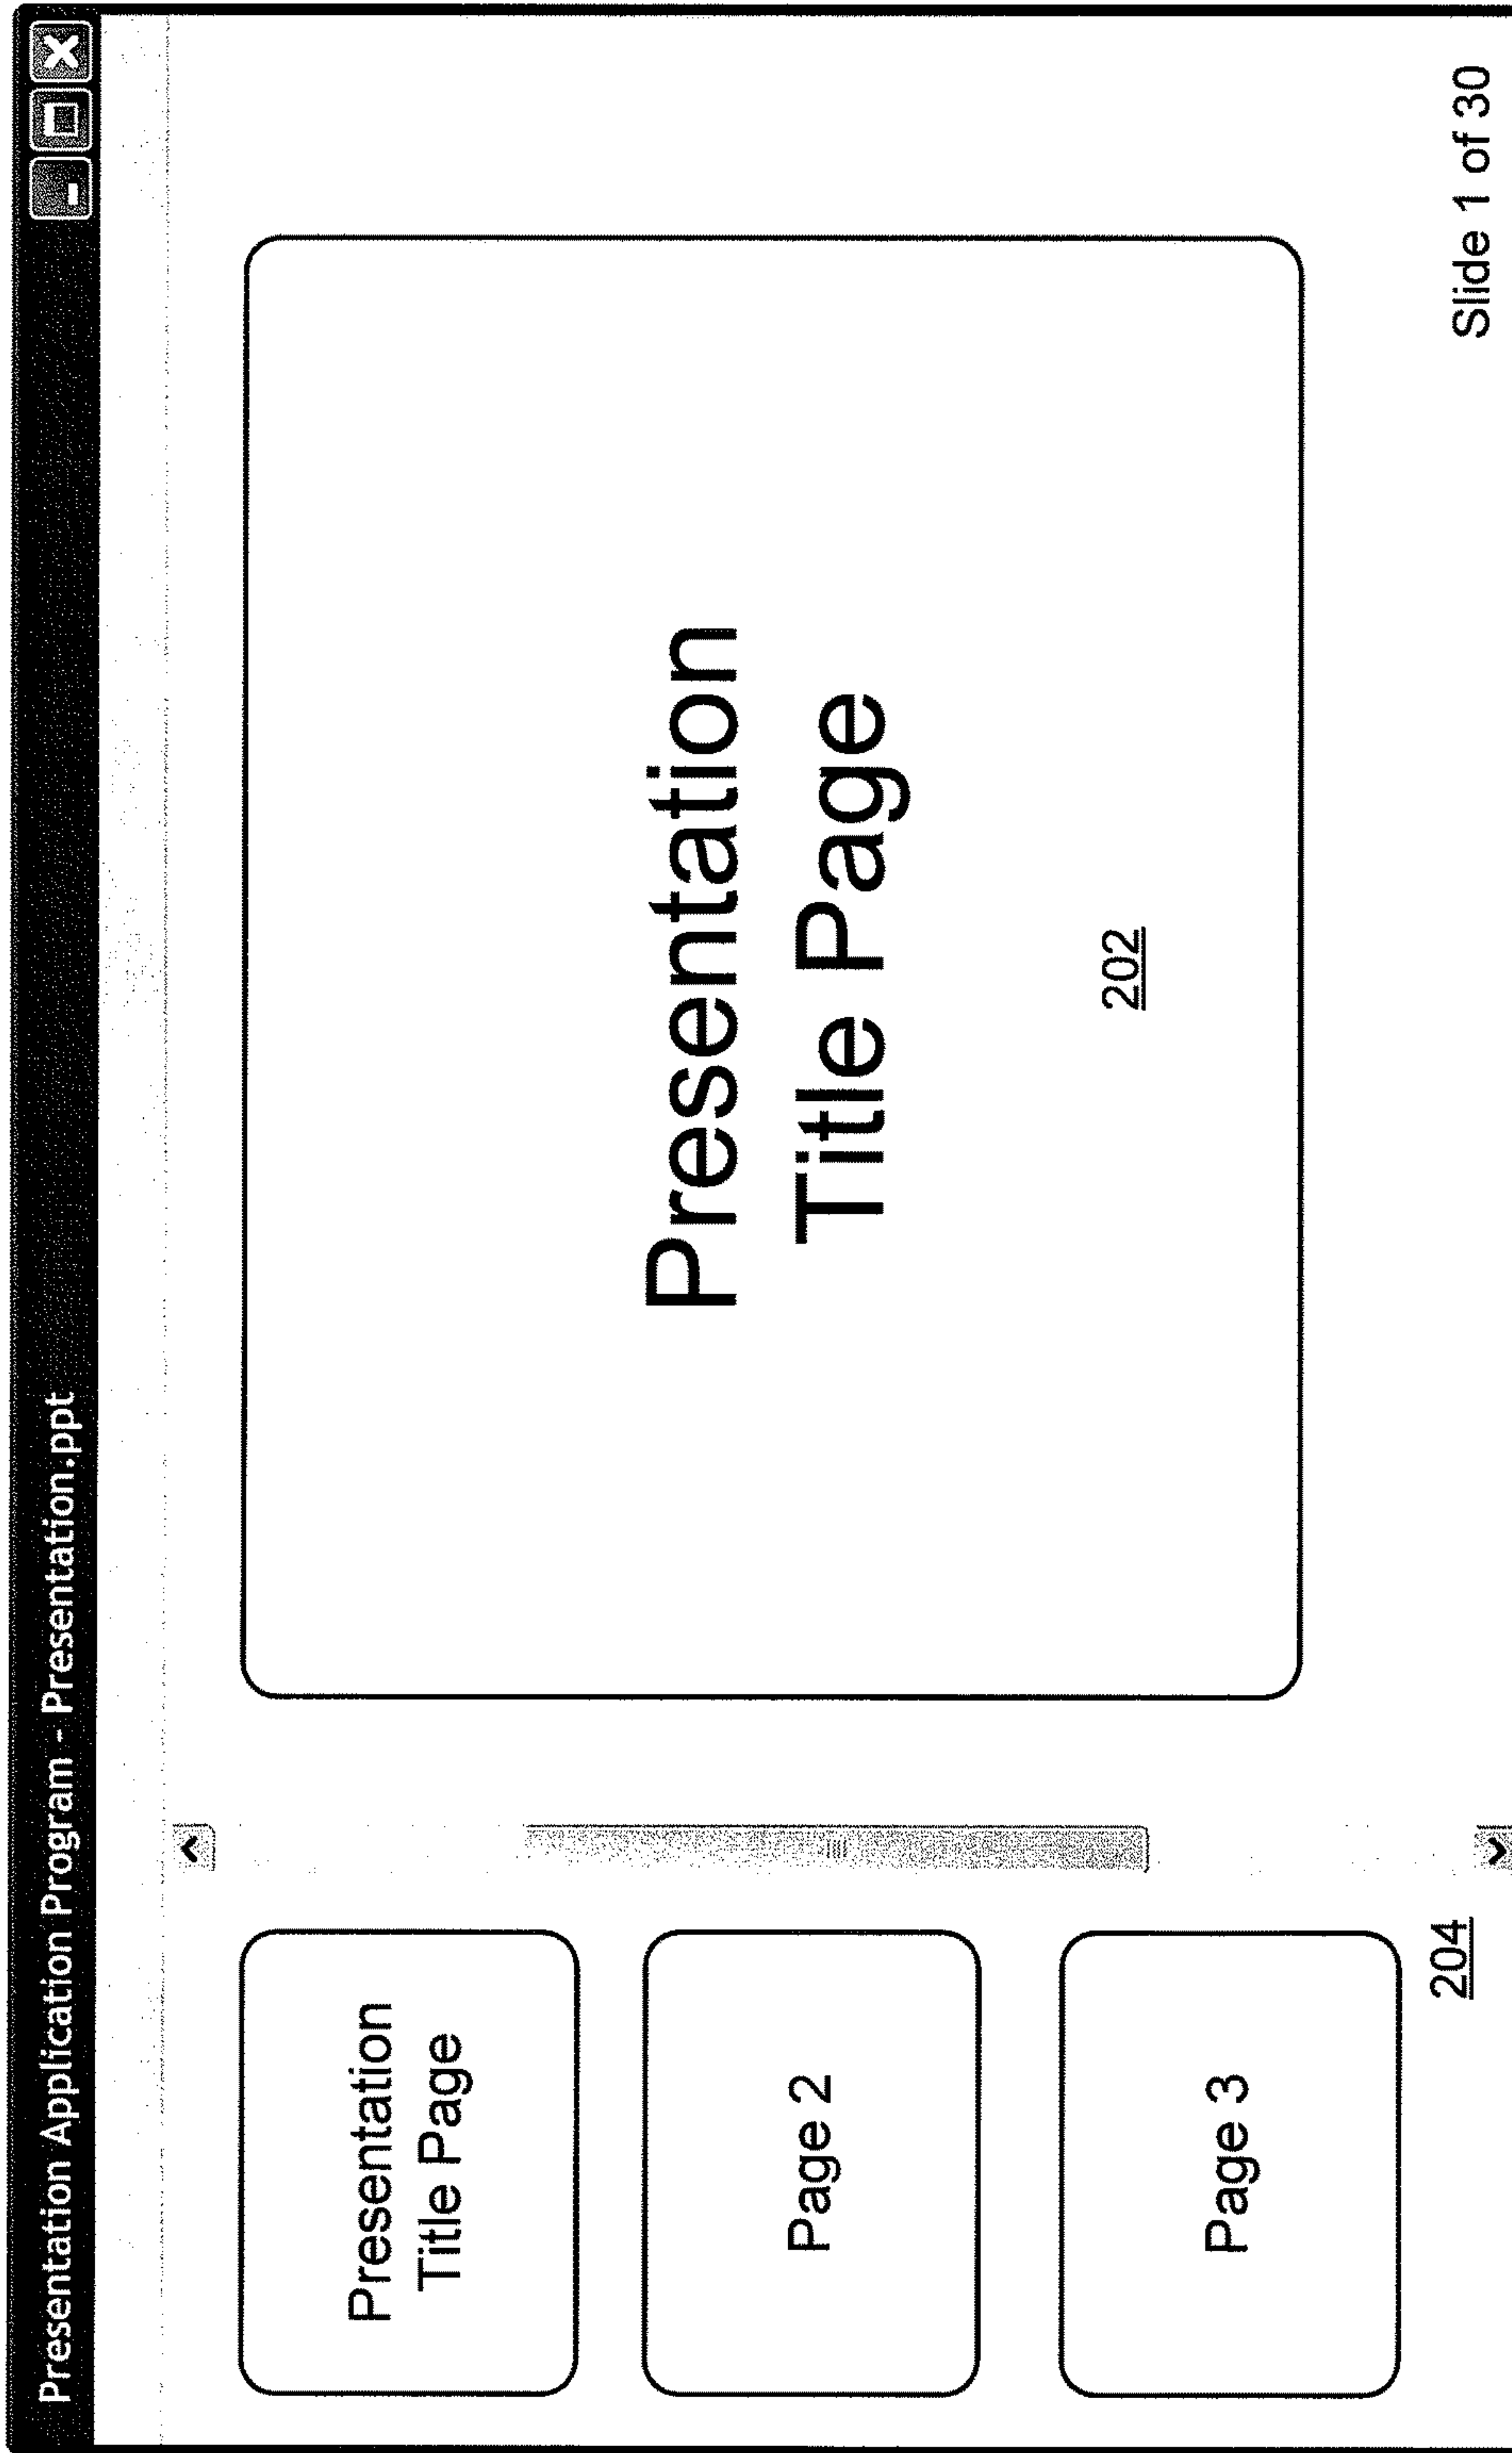 Presentation Application Program - Presentation.ppt
Presentation
Title Page
Page 2
Page 3
204
Presentation
Title Page
202
Slide 1 of 30